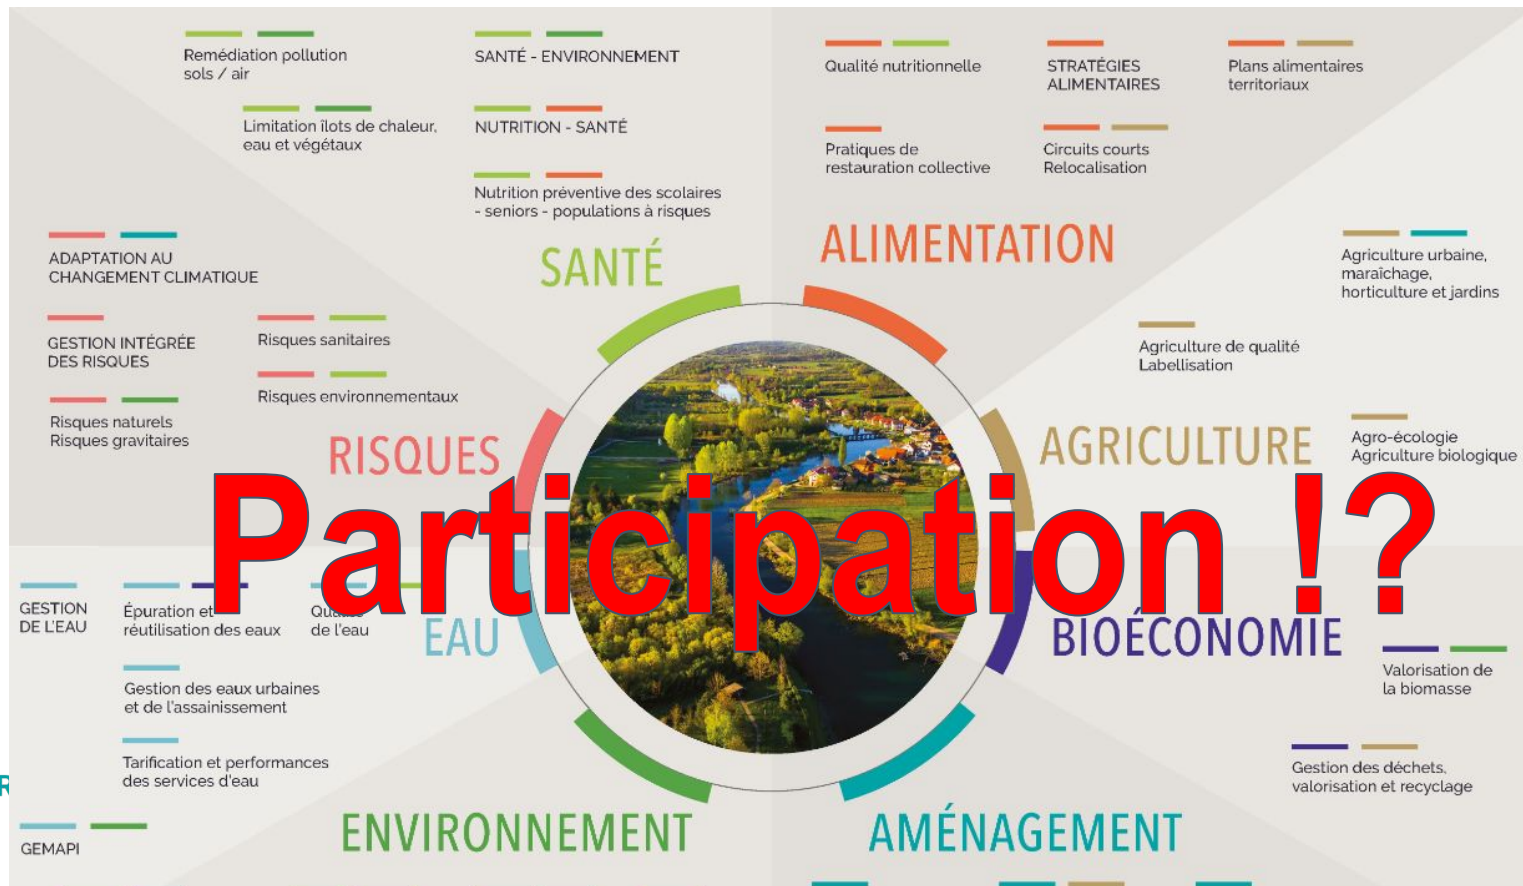 Remédiation pollution
sols / air
Limitation îlots de chaleur,
eau et végétaux
SANTÉ - ENVIRONNEMENT
NUTRITION - SANTÉ
Nutrition préventive des scolaires
- seniors - populations à risques
SANTÉ
Qualité nutritionnelle
STRATÉGIES
ALIMENTAIRES
Plans alimentaires
territoriaux
Pratiques de
restauration collective
Circuits courts
Relocalisation
ALIMENTATION
ADAPTATION AU
CHANGEMENT CLIMATIQUE
GESTION INTÉGRÉE
DES RISQUES
Risques sanitaires
Risques environnementaux
Risques naturels
Risques gravitaires
RISQUES
Agriculture urbaine,
maraîchage,
horticulture et jardins
Agriculture de qualité
Labellisation
AGRICULTURE
Agro-écologie
Agriculture biologique
Participation !?
GESTION
DE L'EAU
Épuration et
réutilisation des eaux
de l'eau
EAU
Gestion des eaux urbaines
et de l'assainissement
Tarification et performances
des services d'eau
GEMAPI
BIOÉCONOMIE
Valorisation de
la biomasse
Gestion des déchets,
valorisation et recyclage
R
ENVIRONNEMENT
AMÉNAGEMENT